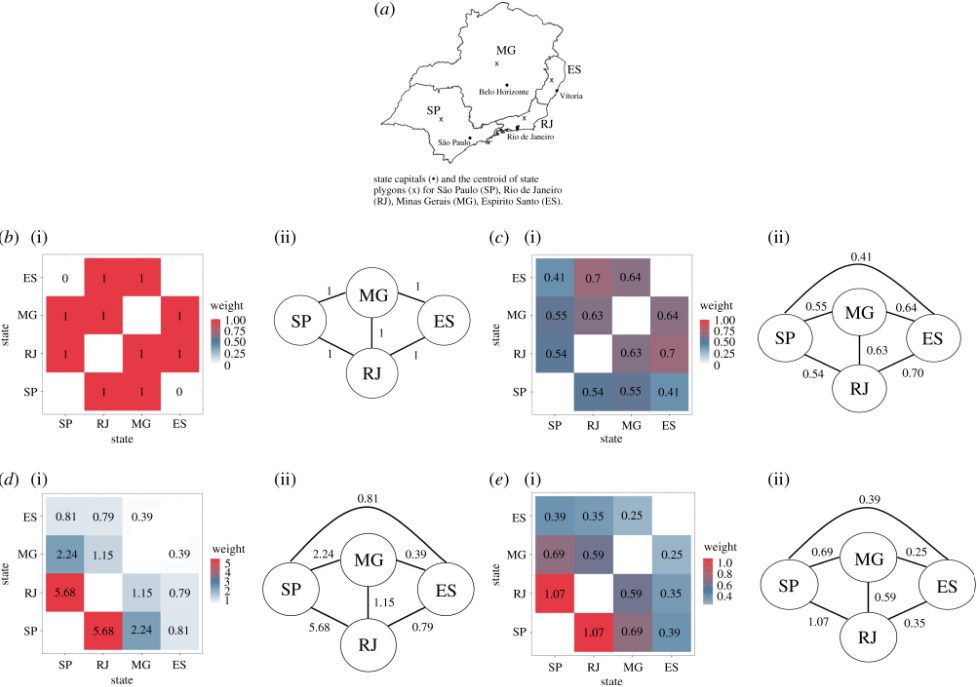 (a)
MG
ES
Belo Horizonte
Vitoria
SP
RJ
São Paulo
Rio de Janeiro
state capitals (•) and the centroid of state
plygons (x) for São Paulo (SP), Rio de Janeiro
(RJ), Minas Gerais (MG), Espirito Santo (ES).
(b) (i)
ES 0 1 1
MG 1 1 1
RJ 1 1 1
SP 1 1 0
SP RJ MG ES
state
state
weight
1.00
0.75
0.50
0.25
0
(ii)
1 MG 1
SP 1 ES
1 RJ 1
(c) (i)
ES 0.41 0.7 0.64
MG 0.55 0.63 0.64
RJ 0.54 0.63 0.7
SP 0.54 0.55 0.41
SP RJ MG ES
state
state
weight
1.00
0.75
0.50
0.25
0
(ii)
0.41
0.55 MG 0.64
SP ES
0.63
0.54 RJ 0.70
(d) (i)
ES 0.81 0.79 0.39
MG 2.24 1.15 0.39
RJ 5.68 1.15 0.79
SP 5.68 2.24 0.81
SP RJ MG ES
state
state
weight
5
4
3
2
1
(ii)
0.81
2.24 MG 0.39
SP ES
1.15
5.68 RJ 0.79
(e) (i)
ES 0.39 0.35 0.25
MG 0.69 0.59 0.25
RJ 1.07 0.59 0.35
SP 1.07 0.69 0.39
SP RJ MG ES
state
state
weight
1.0
0.8
0.6
0.4
(ii)
0.39
0.69 MG 0.25
SP ES
0.59
1.07 RJ 0.35